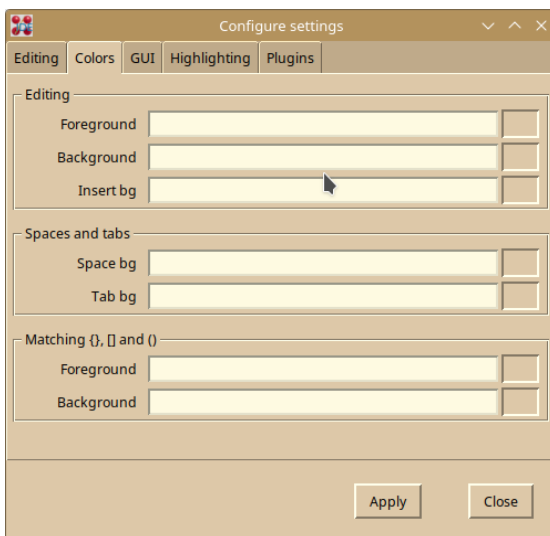 Configure settings
Editing Colors GUI Highlighting Plugins
Editing
Foreground
Background
Insert bg
Spaces and tabs
Space bg
Tab bg
Matching {}, [] and ()
Foreground
Background
Apply Close